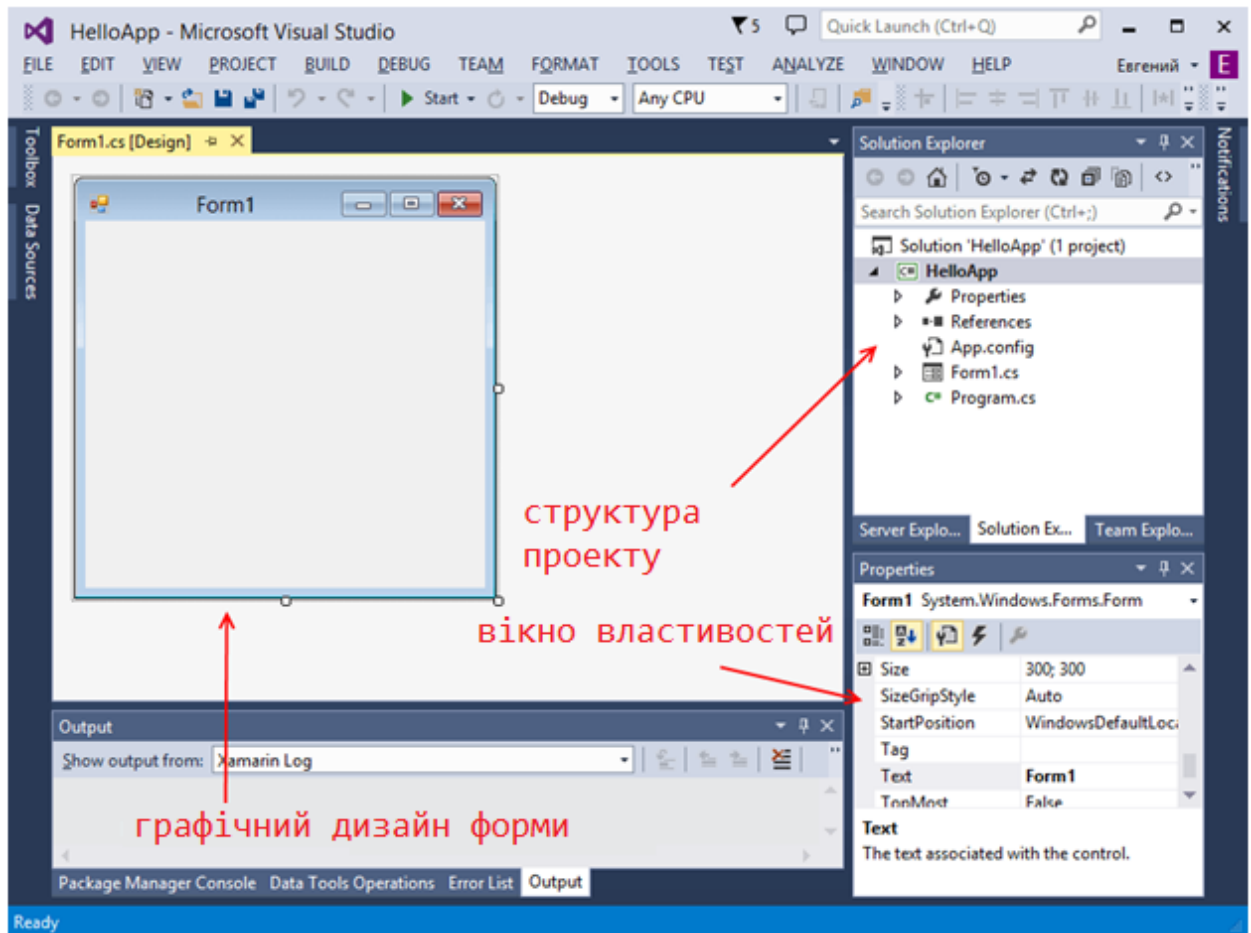 HelloApp - Microsoft Visual Studio
5
Quick Launch (Ctrl+Q)
FILE EDIT VIEW PROJECT BUILD DEBUG TEAM FORMAT TOOLS TEST ANALYZE WINDOW HELP
Евгений
E
Start
Debug
Any CPU
Toolbox
Data Sources
Form1.cs [Design]
Form1
Solution Explorer
Search Solution Explorer (Ctrl+;)
Solution 'HelloApp' (1 project)
HelloApp
Properties
References
App.config
Form1.cs
Program.cs
Notifications
структура
проекту
Server Explo... Solution Ex... Team Explo...
Properties
Form1 System.Windows.Forms.Form
вікно властивостей
Size 300; 300
SizeGripStyle Auto
StartPosition WindowsDefaultLoca
Tag
Text Form1
TopMost False
Text
The text associated with the control.
Output
Show output from: Xamarin Log
графічний дизайн форми
Package Manager Console Data Tools Operations Error List Output
Ready